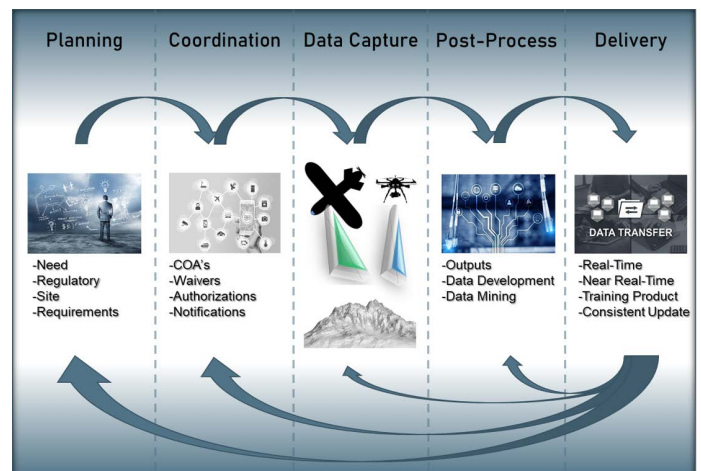 Planning
Coordination
Data Capture
Post-Process
Delivery
-Need
-Regulatory
-Site
-Requirements
-COA's
-Waivers
-Authorizations
-Notifications
-Outputs
-Data Development
-Data Mining
DATA TRANSFER
-Real-Time
-Near Real-Time
-Training Product
-Consistent Update